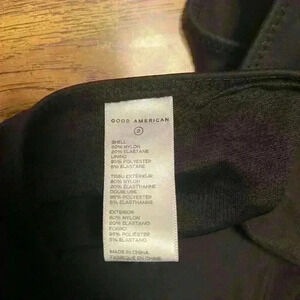 GOOD AMERICAN
2
SHELL
80% NYLON
20% ELASTANE
LINING
95% POLYESTER
5% ELASTANE
TISSU EXTÉRIEUR
80% NYLON
20% ÉLASTHANNE
DOUBLURE
95% POLYESTER
5% ÉLASTHANNE
EXTERIOR
80% NYLON
20% ELASTANO
FORRO
95% POLIÉSTER
5% ELASTANO
MADE IN CHINA
FABRIQUÉ EN CHINE